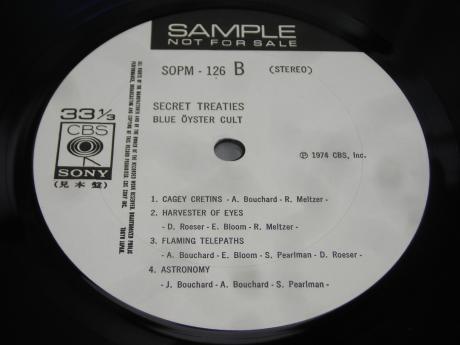 SAMPLE
NOT FOR SALE
SOPM - 126 B (STEREO)
SECRET TREATIES
BLUE ÖYSTER CULT
33 1/3
CBS
SONY
(見本盤)
Ⓟ 1974 CBS, Inc.
1. CAGEY CRETINS - A. Bouchard - R. Meltzer -
2. HARVESTER OF EYES
- D. Roeser - E. Bloom - R. Meltzer -
3. FLAMING TELEPATHS
- A. Bouchard - E. Bloom - S. Pearlman - D. Roeser -
4. ASTRONOMY
- J. Bouchard - A. Bouchard - S. Pearlman -